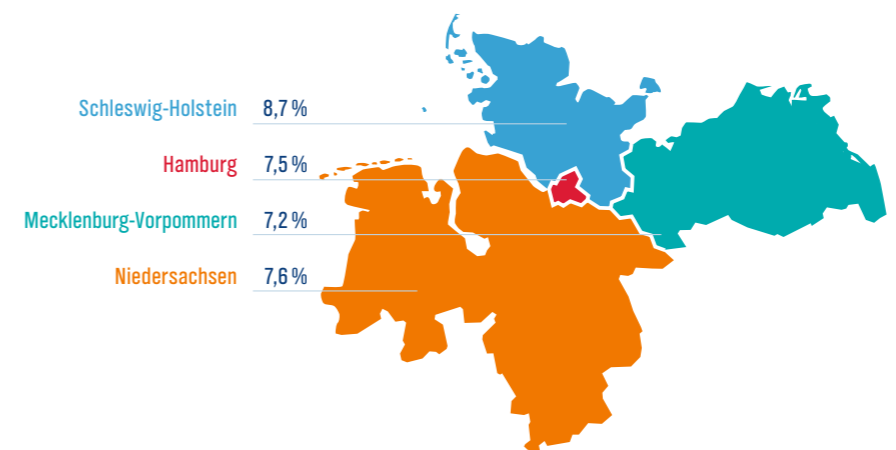 Schleswig-Holstein 8,7 %
Hamburg 7,5 %
Mecklenburg-Vorpommern 7,2 %
Niedersachsen 7,6 %